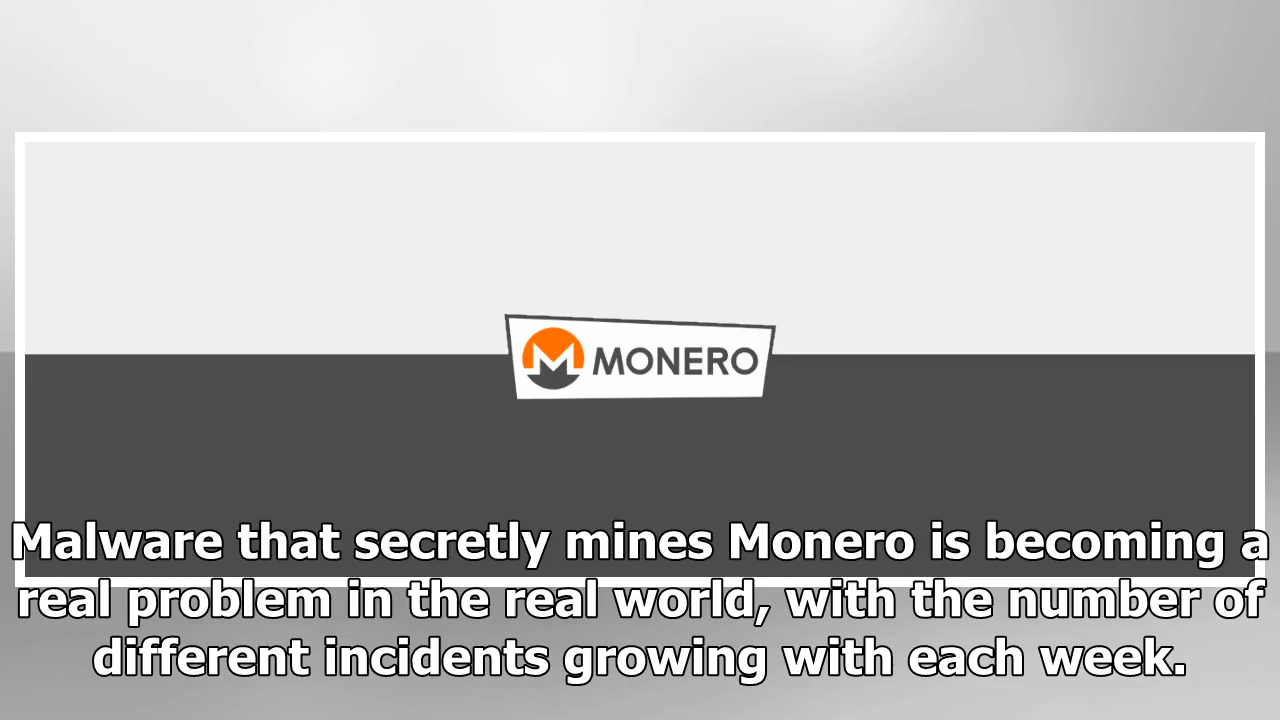 MONERO
Malware that secretly mines Monero is becoming a
real problem in the real world, with the number of
different incidents growing with each week.